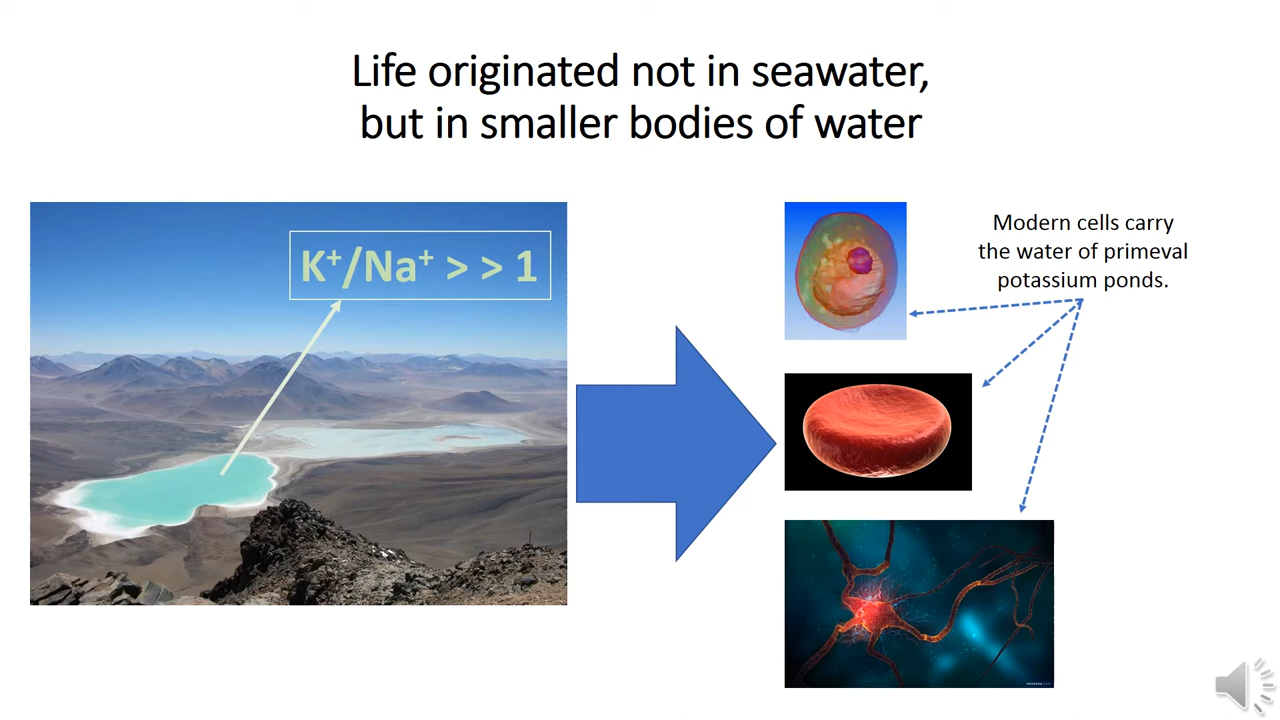 Life originated not in seawater,
but in smaller bodies of water
K⁺/Na⁺ > > 1
Modern cells carry
the water of primeval
potassium ponds.